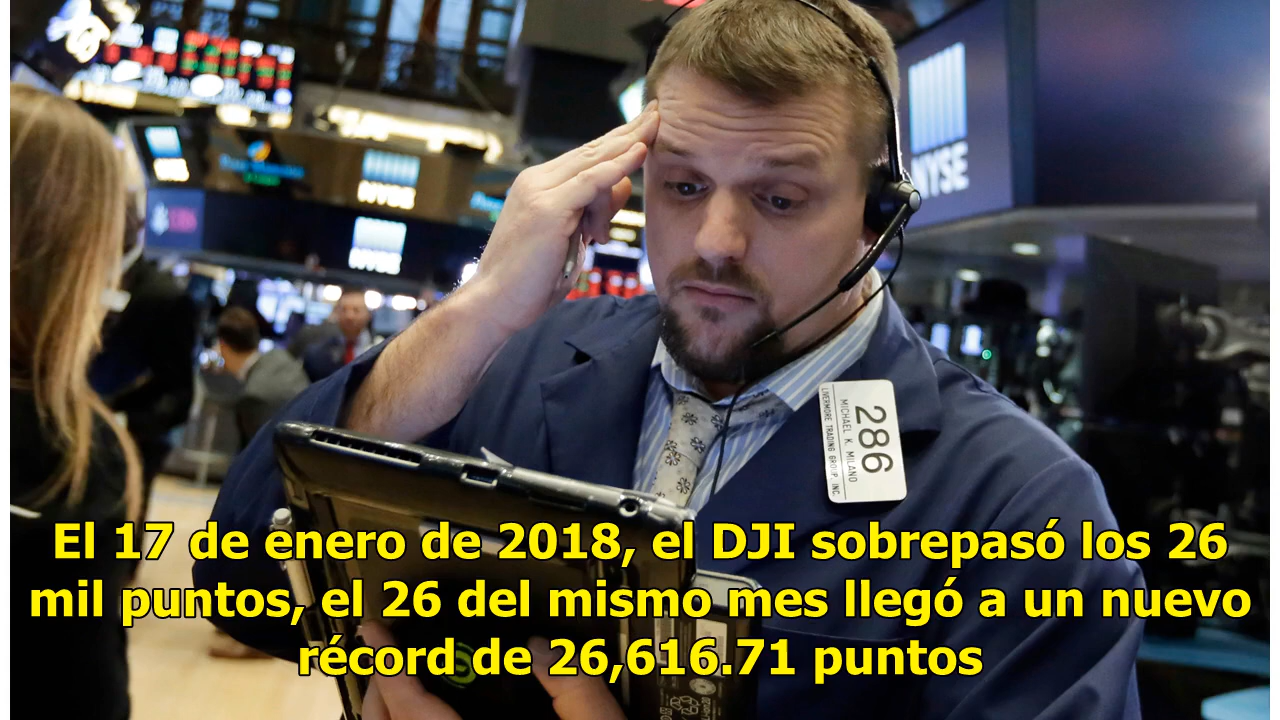 NYSE
NYSE
NYSE
UBS
286
MICHAEL K. MILANO
LIVERMORE TRADING GROUP, INC.
El 17 de enero de 2018, el DJI sobrepasó los 26
mil puntos, el 26 del mismo mes llegó a un nuevo
récord de 26,616.71 puntos